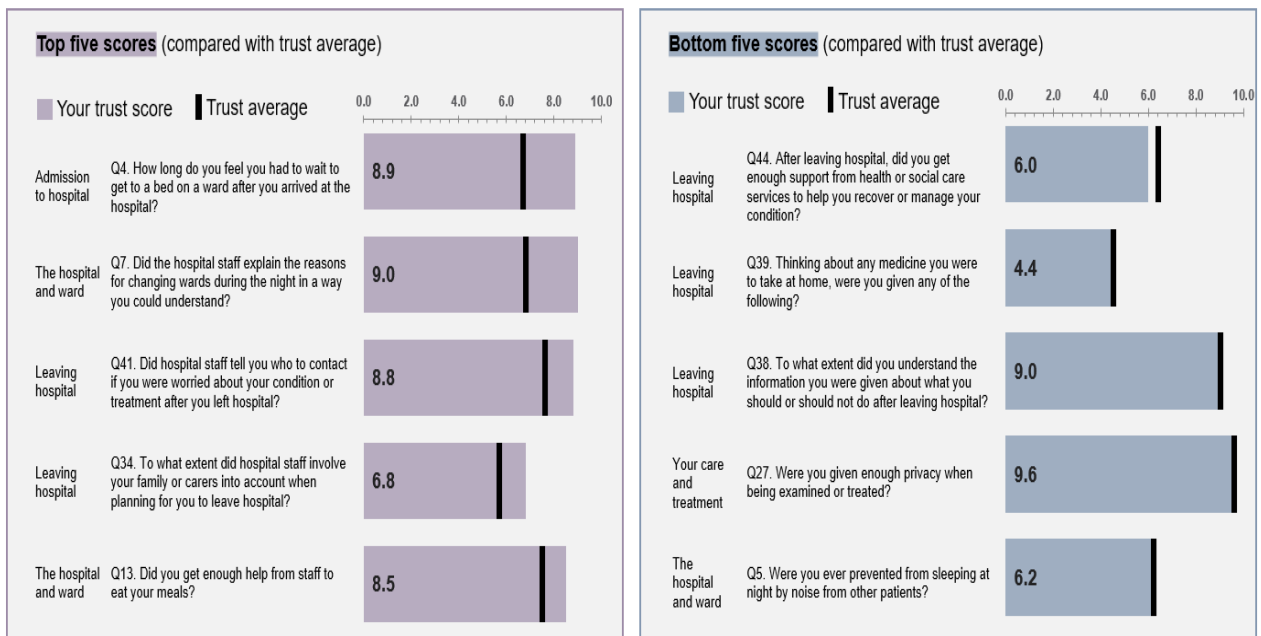 Top five scores (compared with trust average)
Your trust score
Trust average
0.0 2.0 4.0 6.0 8.0 10.0
Admission
to hospital
Q4. How long do you feel you had to wait to
get to a bed on a ward after you arrived at the
hospital?
8.9
The hospital
and ward
Q7. Did the hospital staff explain the reasons
for changing wards during the night in a way
you could understand?
9.0
Leaving
hospital
Q41. Did hospital staff tell you who to contact
if you were worried about your condition or
treatment after you left hospital?
8.8
Leaving
hospital
Q34. To what extent did hospital staff involve
your family or carers into account when
planning for you to leave hospital?
6.8
The hospital
and ward
Q13. Did you get enough help from staff to
eat your meals?
8.5
Bottom five scores (compared with trust average)
Your trust score
Trust average
0.0 2.0 4.0 6.0 8.0 10.0
Leaving
hospital
Q44. After leaving hospital, did you get
enough support from health or social care
services to help you recover or manage your
condition?
6.0
Leaving
hospital
Q39. Thinking about any medicine you were
to take at home, were you given any of the
following?
4.4
Leaving
hospital
Q38. To what extent did you understand the
information you were given about what you
should or should not do after leaving hospital?
9.0
Your care
and
treatment
Q27. Were you given enough privacy when
being examined or treated?
9.6
The
hospital
and ward
Q5. Were you ever prevented from sleeping at
night by noise from other patients?
6.2